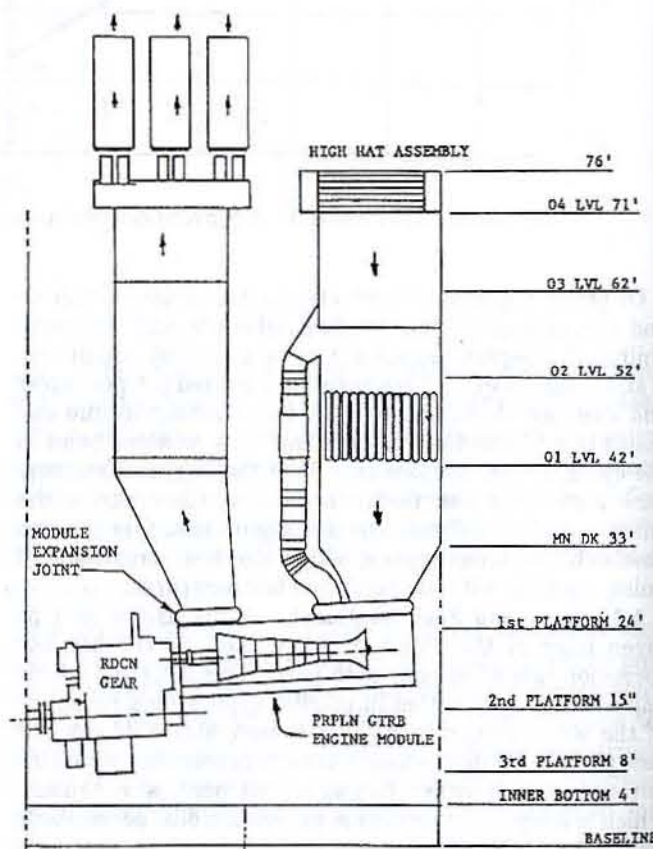 HIGH HAT ASSEMBLY
76'
04 LVL 71'
03 LVL 62'
02 LVL 52'
01 LVL 42'
MN DK 33'
MODULE
EXPANSION
JOINT
1st PLATFORM 24'
RDCN
GEAR
2nd PLATFORM 15"
PRPLN GTRB
ENGINE MODULE
3rd PLATFORM 8'
INNER BOTTOM 4'
BASELINE